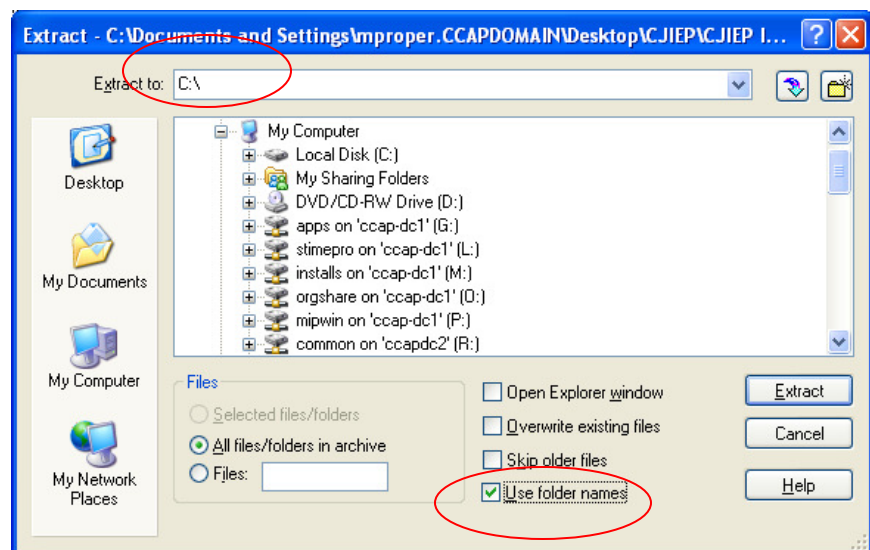 Extract - C:\Documents and Settings\mproper.CCAPDOMAIN\Desktop\CJIEP\CJIEP I...
Extract to: C:\
Desktop
My Documents
My Computer
My Network
Places
My Computer
Local Disk (C:)
My Sharing Folders
DVD/CD-RW Drive (D:)
apps on 'ccap-dc1' (G:)
stimepro on 'ccap-dc1' (L:)
installs on 'ccap-dc1' (M:)
orgshare on 'ccap-dc1' (O:)
mipwin on 'ccap-dc1' (P:)
common on 'ccapdc2' (R:)
Files
Selected files/folders
All files/folders in archive
Files:
Open Explorer window
Overwrite existing files
Skip older files
Use folder names
Extract
Cancel
Help